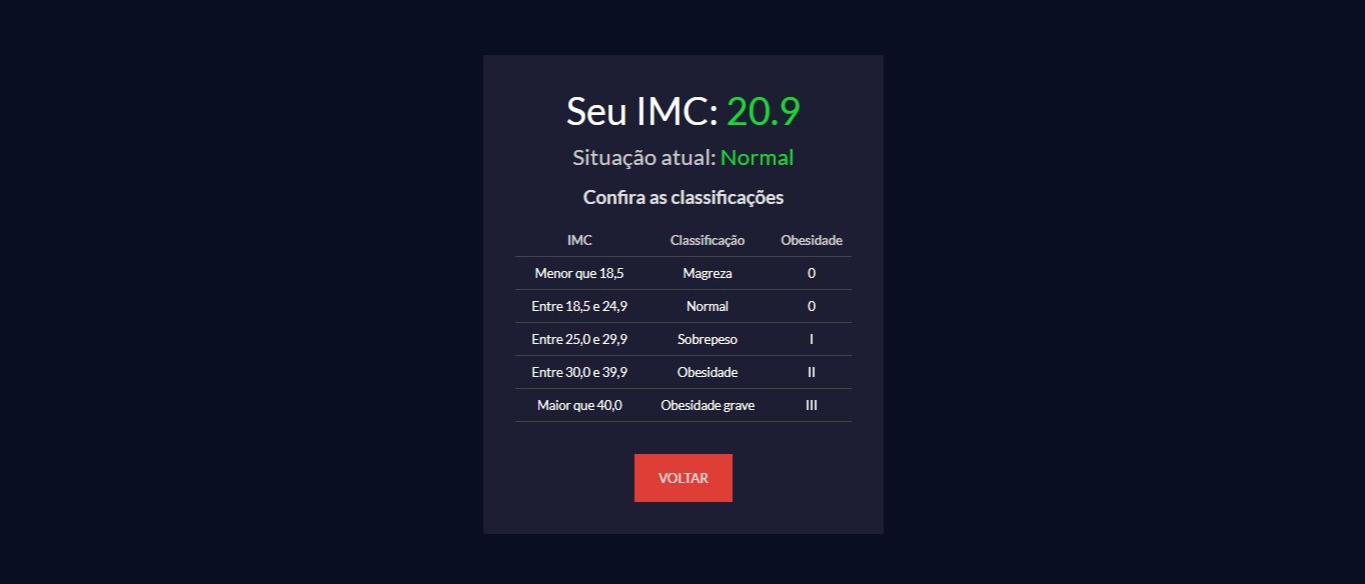 Seu IMC: 20.9
Situação atual: Normal
Confira as classificações
IMC Classificação Obesidade
Menor que 18,5 Magreza 0
Entre 18,5 e 24,9 Normal 0
Entre 25,0 e 29,9 Sobrepeso I
Entre 30,0 e 39,9 Obesidade II
Maior que 40,0 Obesidade grave III
VOLTAR